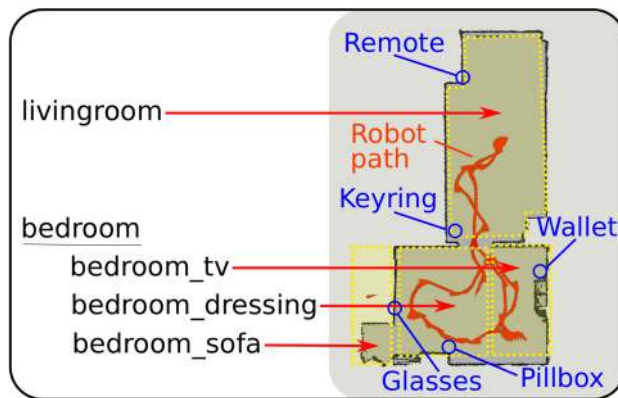 Remote
livingroom
Robot
path
Keyring
bedroom
Wallet
bedroom_tv
bedroom_dressing
bedroom_sofa
Glasses
Pillbox